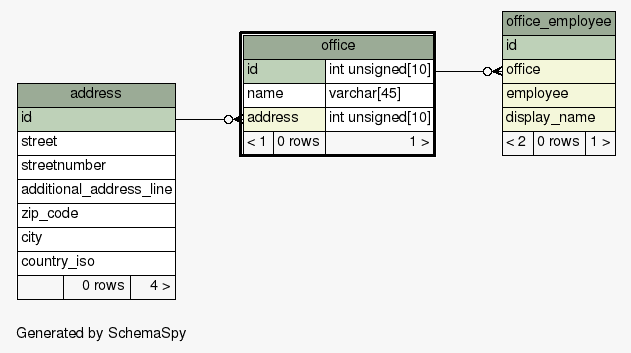 address
id
street
streetnumber
additional_address_line
zip_code
city
country_iso
0 rows 4 >
office
id int unsigned[10]
name varchar[45]
address int unsigned[10]
< 1 0 rows 1 >
office_employee
id
office
employee
display_name
< 2 0 rows 1 >
Generated by SchemaSpy